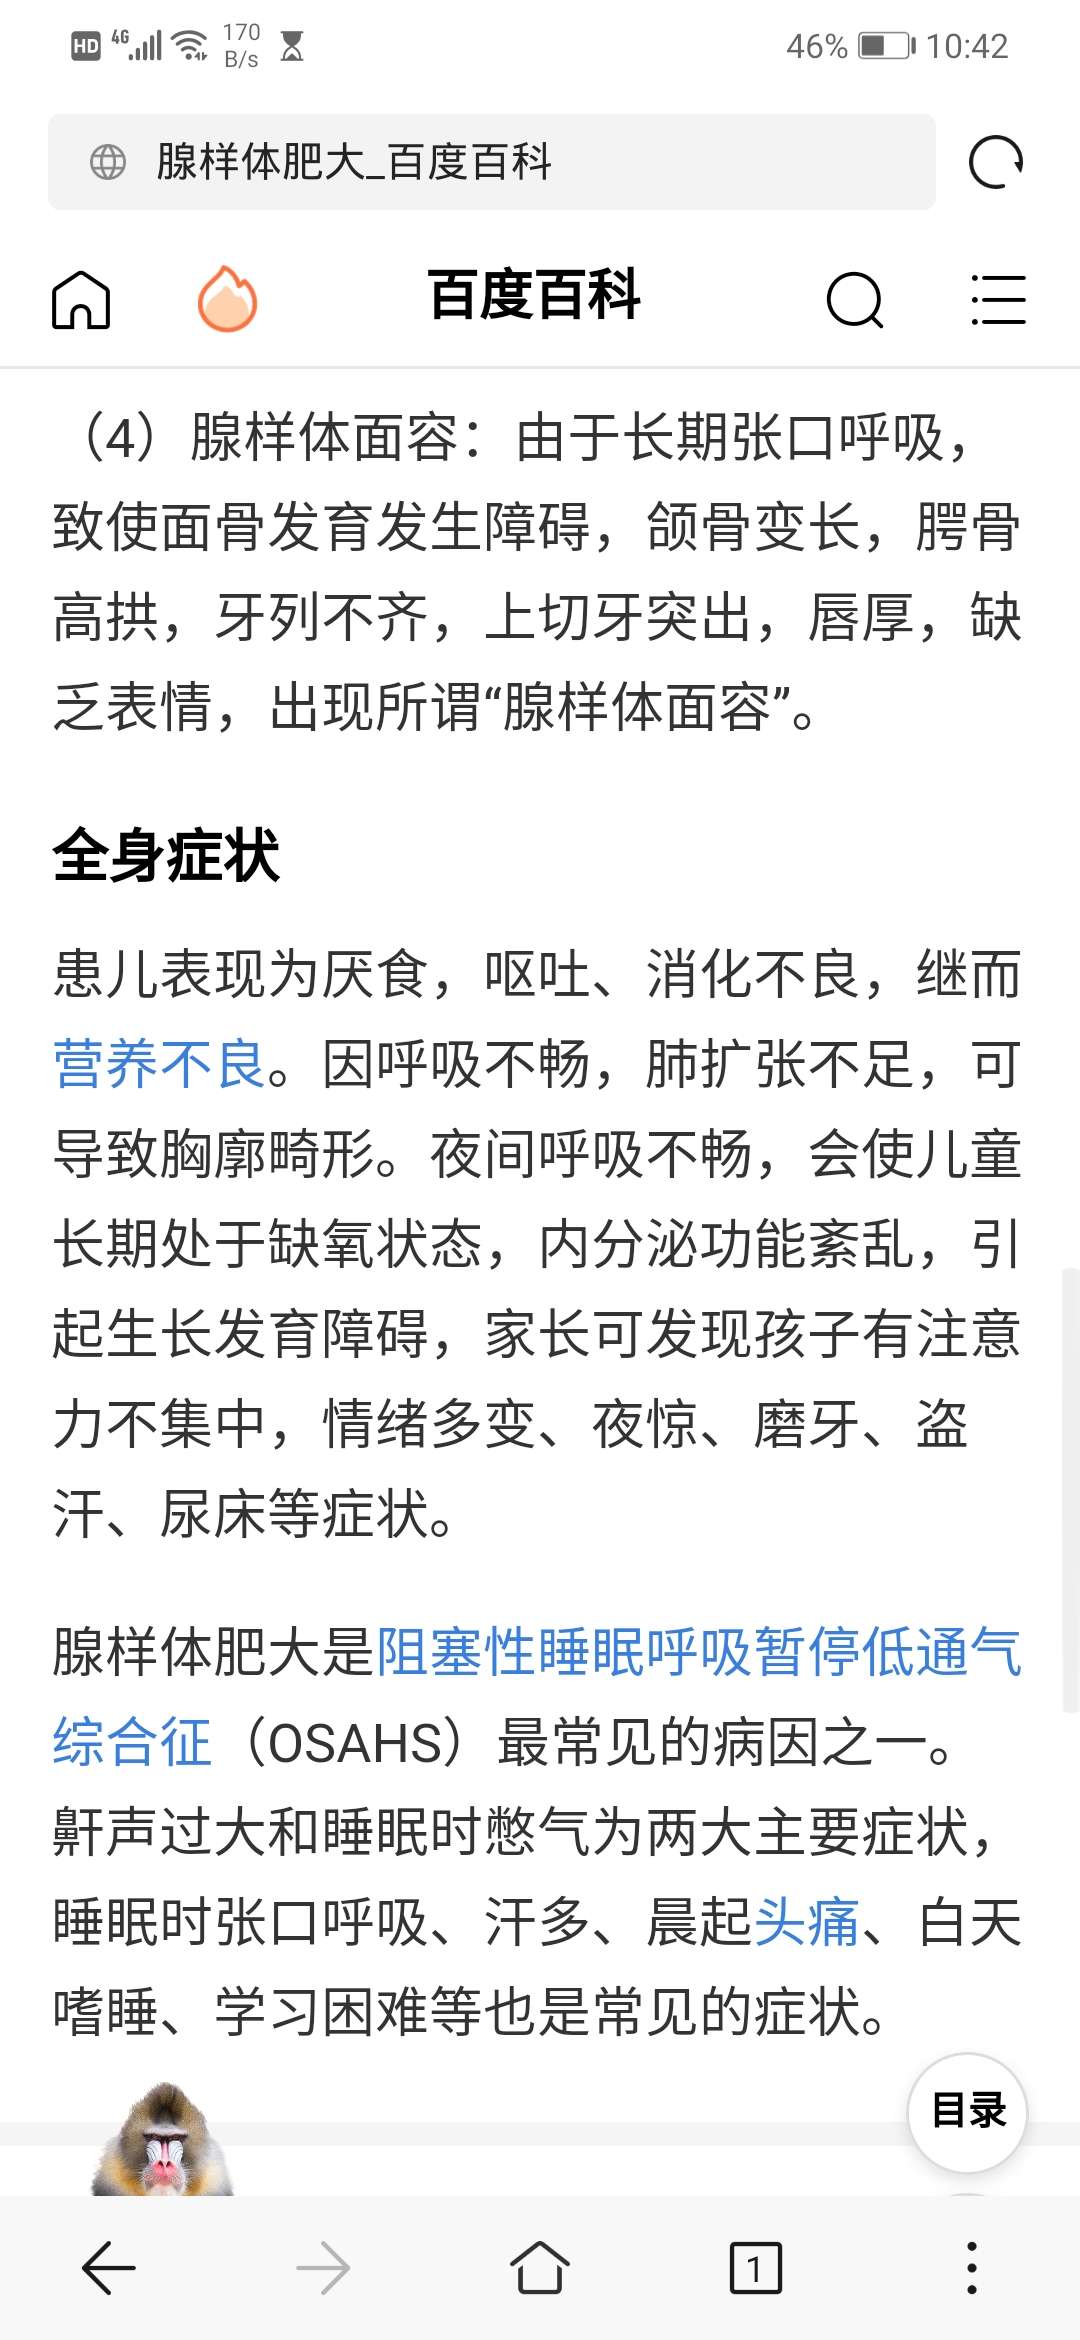 HD 4G 170 B/s 46% 10:42
腺样体肥大_百度百科
百度百科
（4）腺样体面容：由于长期张口呼吸，
致使面骨发育发生障碍，颌骨变长，腭骨
高拱，牙列不齐，上切牙突出，唇厚，缺
乏表情，出现所谓“腺样体面容”。
全身症状
患儿表现为厌食，呕吐、消化不良，继而
营养不良。因呼吸不畅，肺扩张不足，可
导致胸廓畸形。夜间呼吸不畅，会使儿童
长期处于缺氧状态，内分泌功能紊乱，引
起生长发育障碍，家长可发现孩子有注意
力不集中，情绪多变、夜惊、磨牙、盗
汗、尿床等症状。
腺样体肥大是阻塞性睡眠呼吸暂停低通气
综合征（OSAHS）最常见的病因之一。
鼾声过大和睡眠时憋气为两大主要症状，
睡眠时张口呼吸、汗多、晨起头痛、白天
嗜睡、学习困难等也是常见的症状。
目录
1